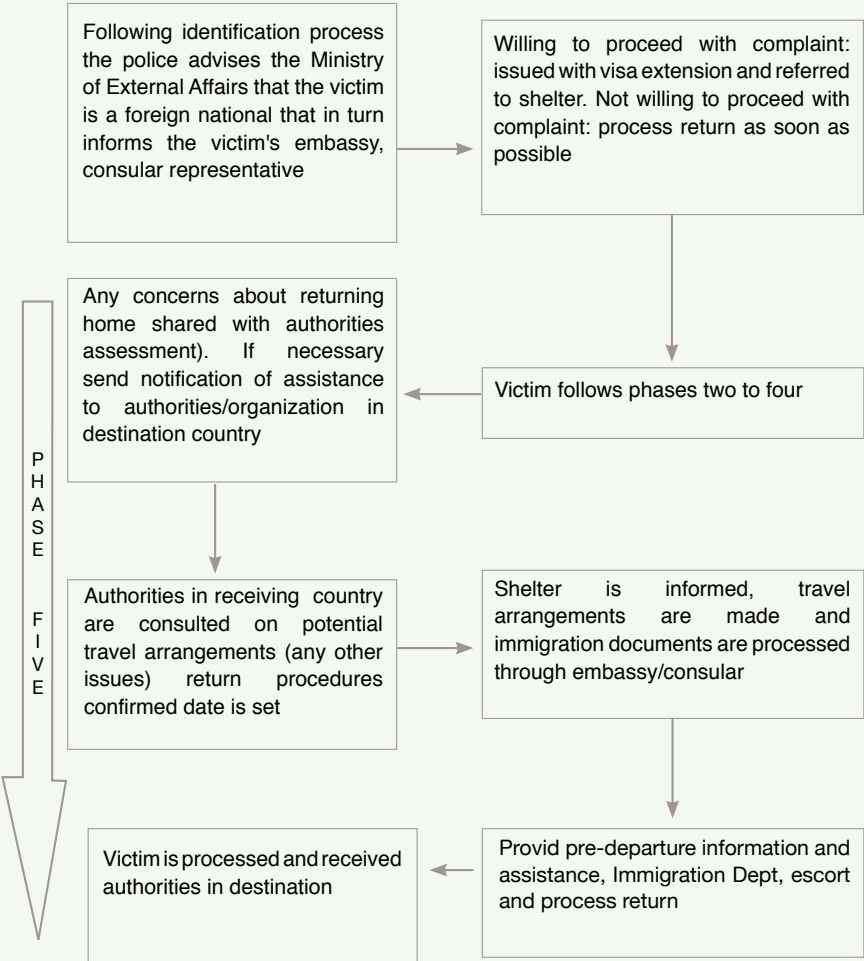 Following identification process
the police advises the Ministry
of External Affairs that the victim
is a foreign national that in turn
informs the victim's embassy,
consular representative
Willing to proceed with complaint:
issued with visa extension and referred
to shelter. Not willing to proceed with
complaint: process return as soon as
possible
Victim follows phases two to four
Any concerns about returning
home shared with authorities
assessment). If necessary
send notification of assistance
to authorities/organization in
destination country
PHASE FIVE
Authorities in receiving country
are consulted on potential
travel arrangements (any other
issues) return procedures
confirmed date is set
Shelter is informed, travel
arrangements are made and
immigration documents are processed
through embassy/consular
Provid pre-departure information and
assistance, Immigration Dept, escort
and process return
Victim is processed and received
authorities in destination